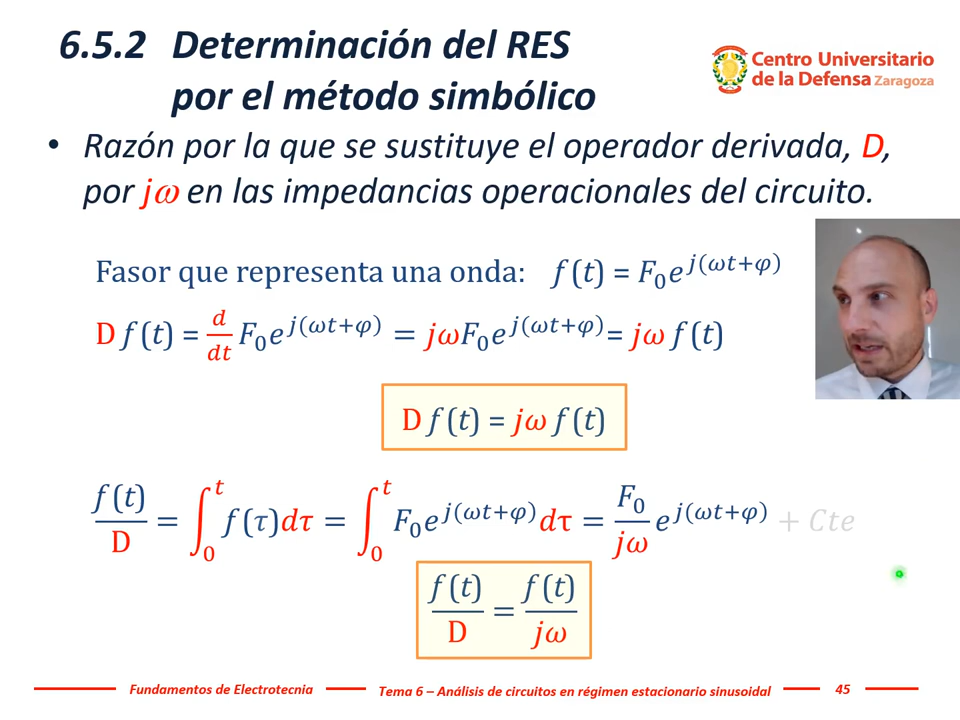 6.5.2 Determinación del RES
por el método simbólico
Centro Universitario
de la Defensa Zaragoza
• Razón por la que se sustituye el operador derivada, D,
por jω en las impedancias operacionales del circuito.
Fasor que representa una onda: f(t) = F₀e^{j(ωt+φ)}
D f(t) = d/dt F₀e^{j(ωt+φ)} = jωF₀e^{j(ωt+φ)} = jω f(t)
D f(t) = jω f(t)
f(t)/D = ∫₀ᵗ f(τ)dτ = ∫₀ᵗ F₀e^{j(ωt+φ)}dτ = F₀/jω e^{j(ωt+φ)} + Cte
f(t)/D = f(t)/jω
Fundamentos de Electrotecnia Tema 6 – Análisis de circuitos en régimen estacionario sinusoidal 45